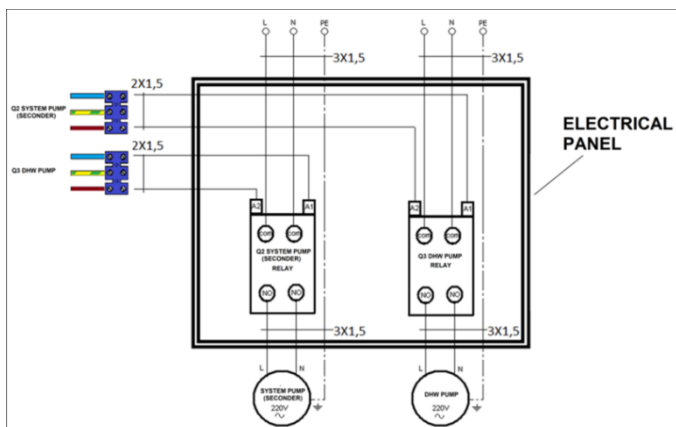 L N PE L N PE
3X1,5 3X1,5
2X1,5
Q2 SYSTEM PUMP
(SECONDER)
2X1,5
Q3 DHW PUMP
ELECTRICAL
PANEL
A2 A1 A2 A1
com com com com
Q2 SYSTEM PUMP
(SECONDER)
RELAY
Q3 DHW PUMP
RELAY
NO NO NO NO
3X1,5 3X1,5
L N L N
SYSTEM PUMP
(SECONDER)
220V
DHW PUMP
220V